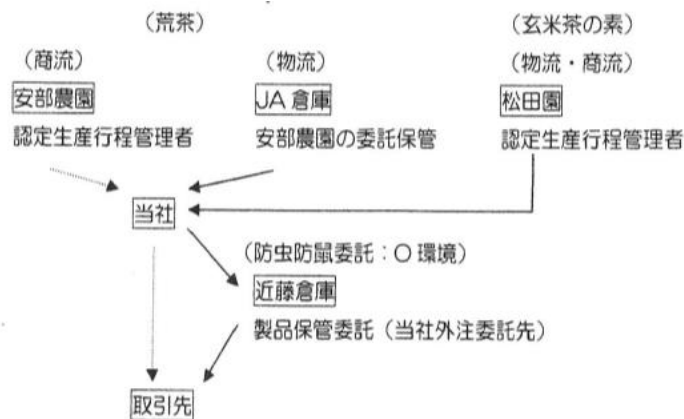 (荒茶) (玄米茶の素)
(商流) (物流) (物流・商流)
安部農園 JA 倉庫 松田園
認定生産行程管理者 安部農園の委託保管 認定生産行程管理者
当社
(防虫防鼠委託:〇環境)
近藤倉庫
製品保管委託(当社外注委託先)
取引先